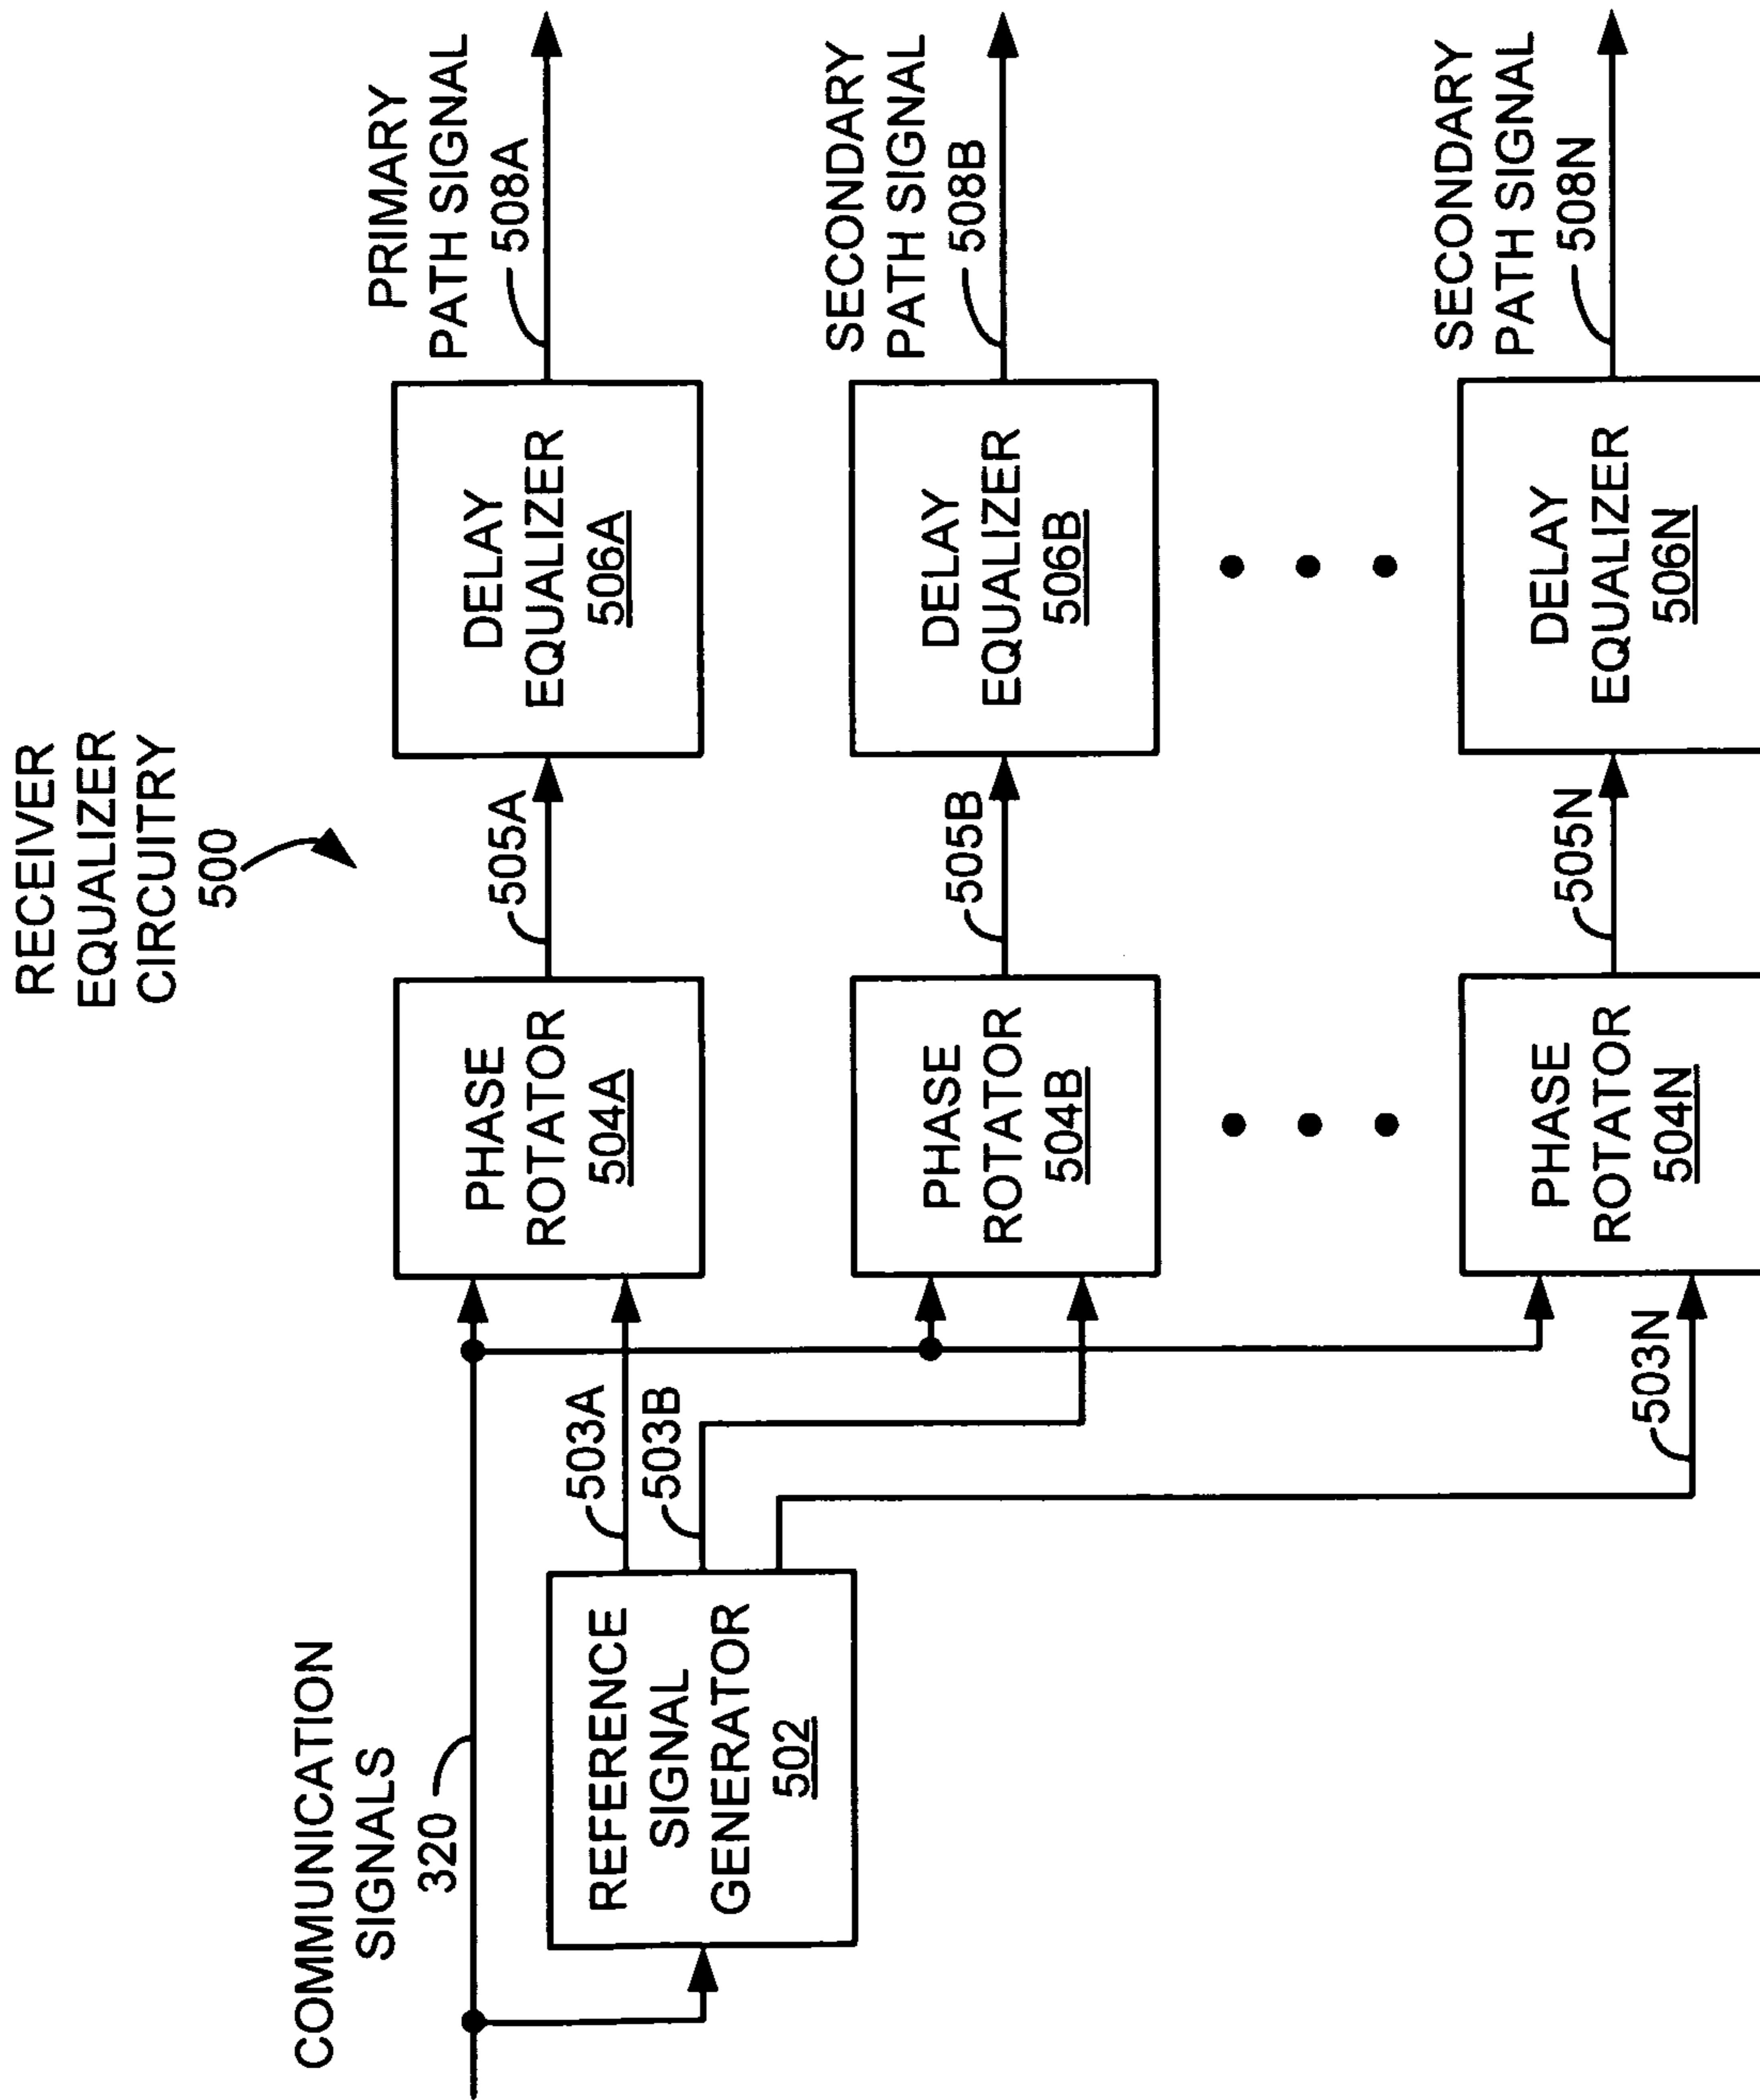 RECEIVER
EQUALIZER
CIRCUITRY
500
COMMUNICATION
SIGNALS
320
REFERENCE
SIGNAL
GENERATOR
502
503A
503B
503N
PHASE
ROTATOR
504A
505A
DELAY
EQUALIZER
506A
PRIMARY
PATH SIGNAL
508A
PHASE
ROTATOR
504B
505B
DELAY
EQUALIZER
506B
SECONDARY
PATH SIGNAL
508B
PHASE
ROTATOR
504N
505N
DELAY
EQUALIZER
506N
SECONDARY
PATH SIGNAL
508N